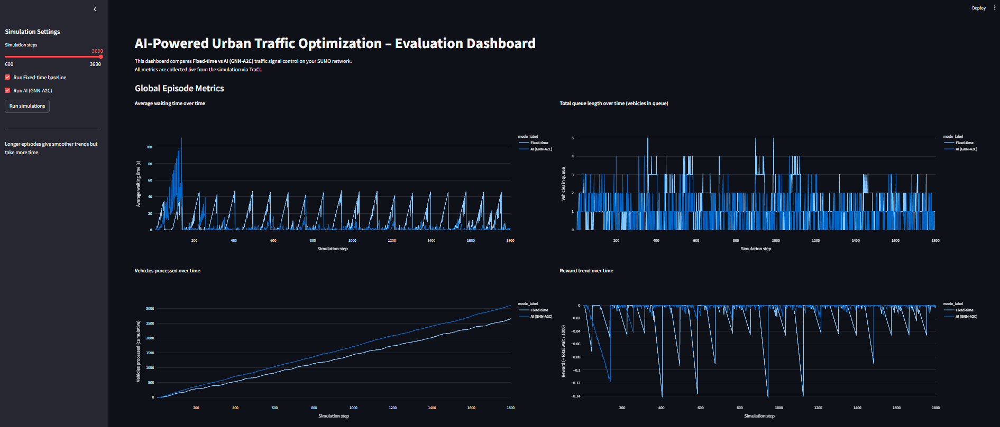 Deploy
Simulation Settings
Simulation steps
3600
600
3600
Run Fixed-time baseline
Run AI (GNN-A2C)
Run simulations
Longer episodes give smoother trends but
take more time.
AI-Powered Urban Traffic Optimization – Evaluation Dashboard
This dashboard compares Fixed-time vs AI (GNN-A2C) traffic signal control on your SUMO network.
All metrics are collected live from the simulation via TraCI.
Global Episode Metrics
Average waiting time over time
mode_label
Fixed-time
AI (GNN-A2C)
Average waiting time (s)
100
80
60
40
20
0
200
400
600
800
1000
1200
1400
1600
1800
Simulation step
Total queue length over time (vehicles in queue)
mode_label
Fixed-time
AI (GNN-A2C)
Vehicles in queue
5
4
3
2
1
0
200
400
600
800
1000
1200
1400
1600
1800
Simulation step
Vehicles processed over time
mode_label
Fixed-time
AI (GNN-A2C)
Vehicles processed (cumulative)
3000
2500
2000
1500
1000
500
0
200
400
600
800
1000
1200
1400
1600
1800
Simulation step
Reward trend over time
mode_label
Fixed-time
AI (GNN-A2C)
Reward (− total wait / 1000)
0
−0.02
−0.04
−0.06
−0.08
−0.1
−0.12
−0.14
200
400
600
800
1000
1200
1400
1600
1800
Simulation step